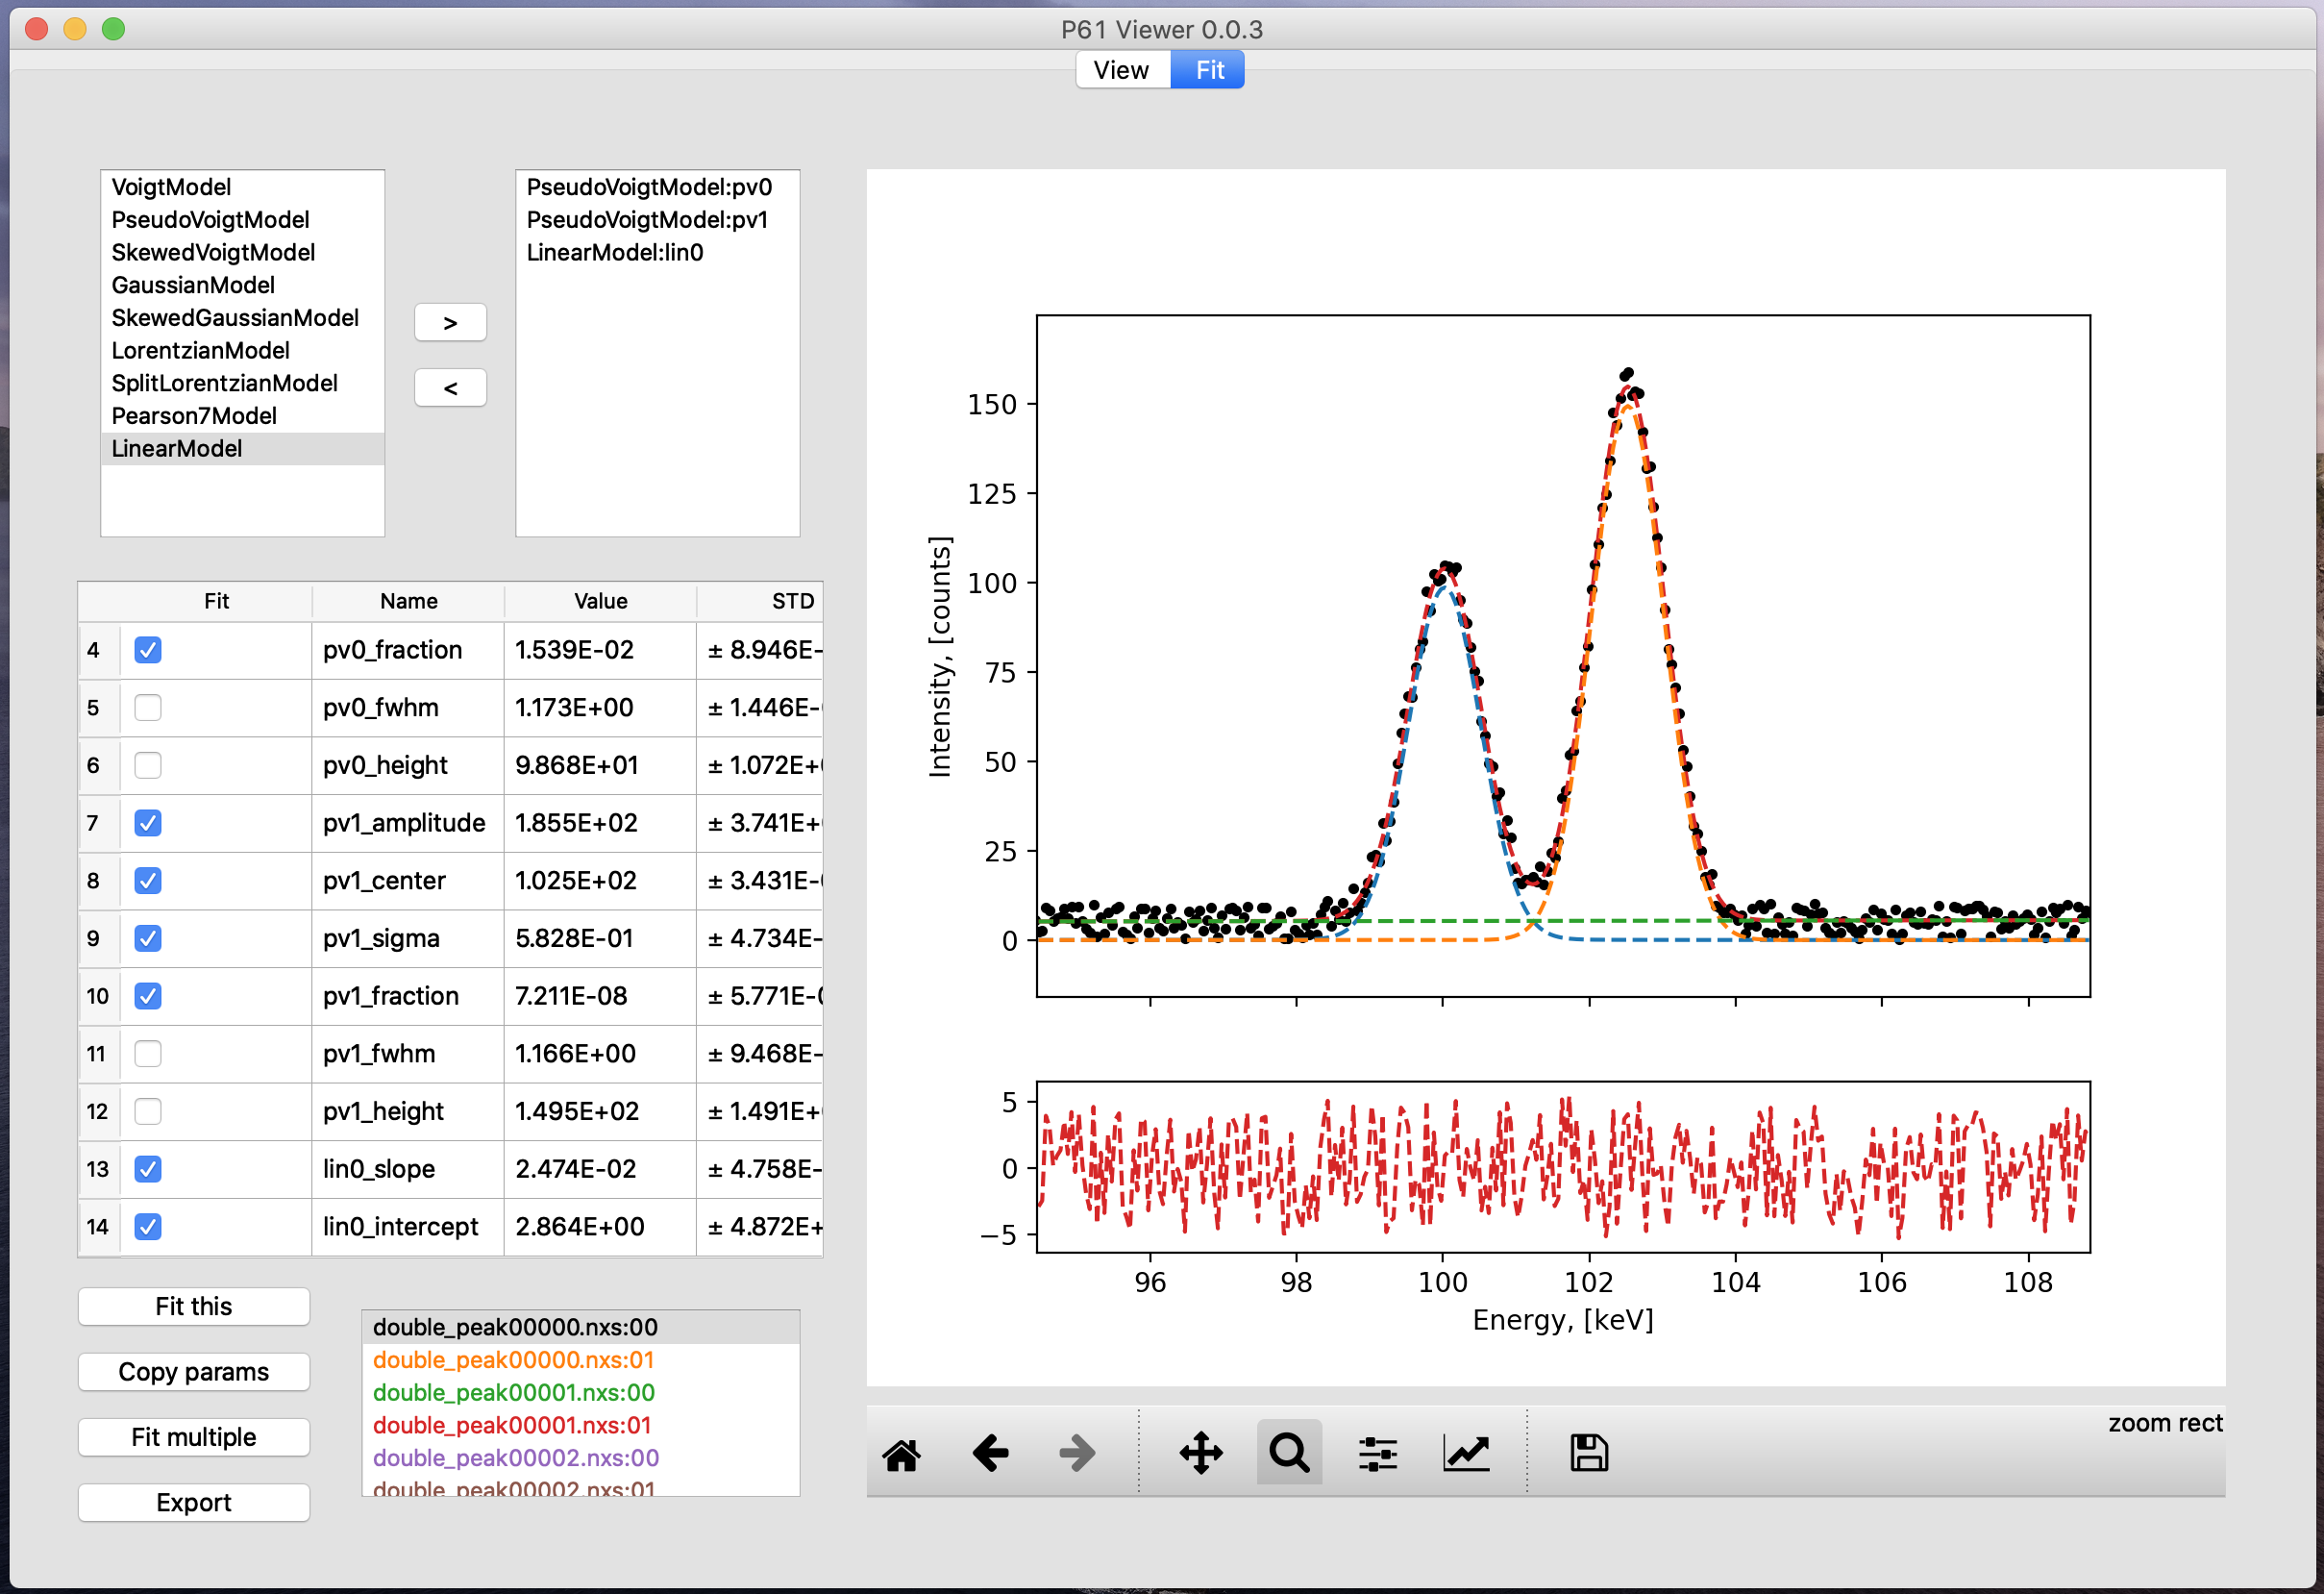 P61 Viewer 0.0.3
View Fit
VoigtModel
PseudoVoigtModel
SkewedVoigtModel
GaussianModel
SkewedGaussianModel
LorentzianModel
SplitLorentzianModel
Pearson7Model
LinearModel
>
<
PseudoVoigtModel:pv0
PseudoVoigtModel:pv1
LinearModel:lin0
Fit Name Value STD
4 pv0_fraction 1.539E-02 ± 8.946E-
5 pv0_fwhm 1.173E+00 ± 1.446E-
6 pv0_height 9.868E+01 ± 1.072E+
7 pv1_amplitude 1.855E+02 ± 3.741E+
8 pv1_center 1.025E+02 ± 3.431E-
9 pv1_sigma 5.828E-01 ± 4.734E-
10 pv1_fraction 7.211E-08 ± 5.771E-
11 pv1_fwhm 1.166E+00 ± 9.468E-
12 pv1_height 1.495E+02 ± 1.491E+
13 lin0_slope 2.474E-02 ± 4.758E-
14 lin0_intercept 2.864E+00 ± 4.872E+
Fit this
Copy params
Fit multiple
Export
double_peak00000.nxs:00
double_peak00000.nxs:01
double_peak00001.nxs:00
double_peak00001.nxs:01
double_peak00002.nxs:00
double_peak00002.nxs:01
Intensity, [counts]
150
125
100
75
50
25
0
5
0
−5
96 98 100 102 104 106 108
Energy, [keV]
zoom rect